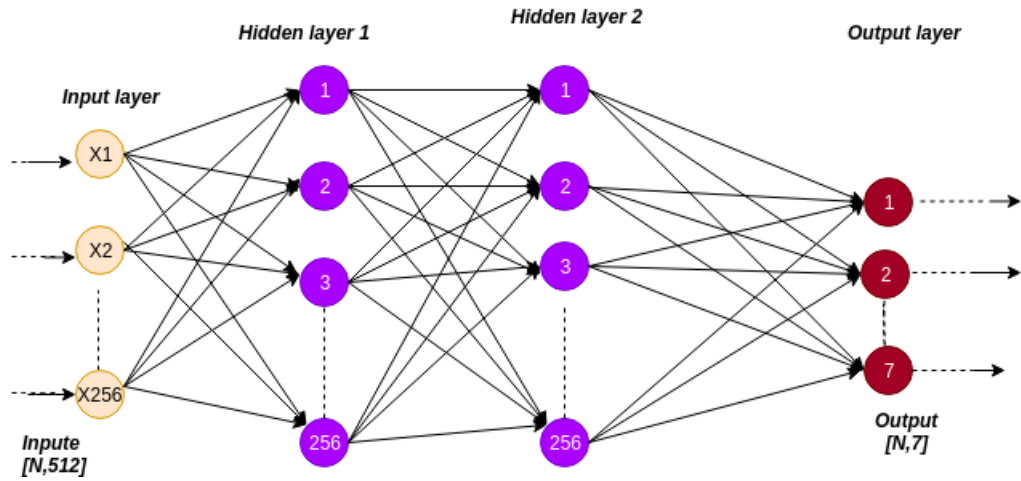 Hidden layer 1
Hidden layer 2
Output layer
Input layer
X1
X2
X256
1
2
3
256
1
2
3
256
1
2
7
Inpute
[N,512]
Output
[N,7]